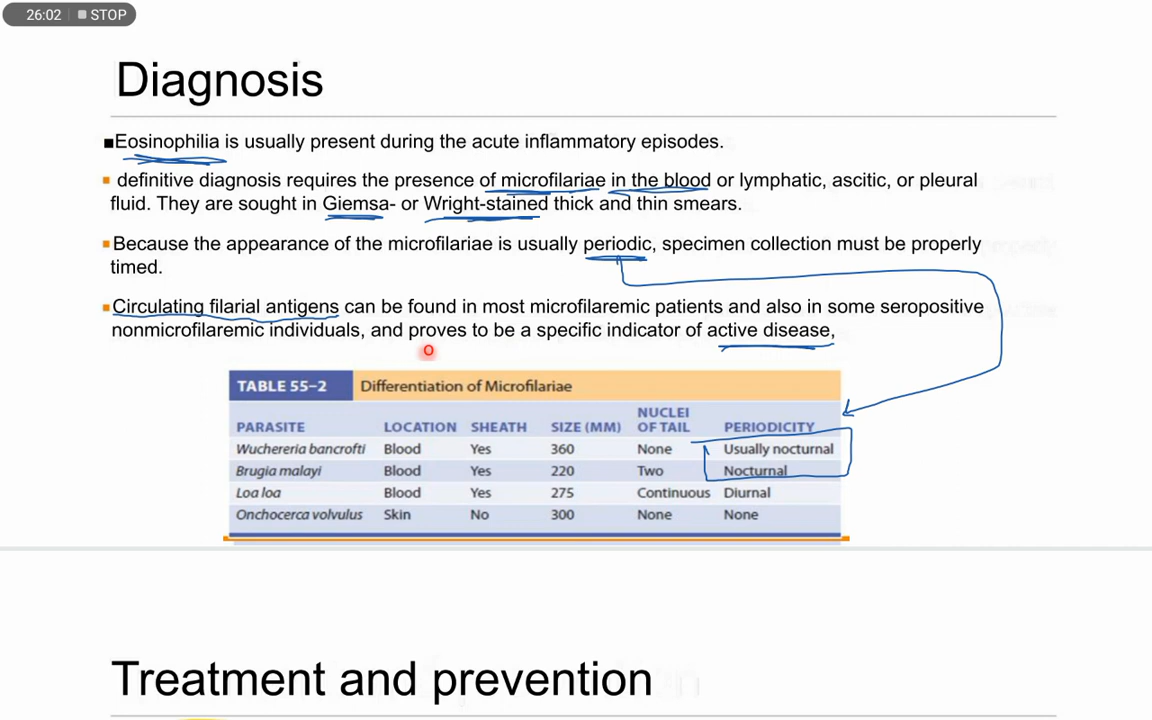 26:02 STOP
Diagnosis
Eosinophilia is usually present during the acute inflammatory episodes.
definitive diagnosis requires the presence of microfilariae in the blood or lymphatic, ascitic, or pleural
fluid. They are sought in Giemsa- or Wright-stained thick and thin smears.
Because the appearance of the microfilariae is usually periodic, specimen collection must be properly
timed.
Circulating filarial antigens can be found in most microfilaremic patients and also in some seropositive
nonmicrofilaremic individuals, and proves to be a specific indicator of active disease,
TABLE 55–2 Differentiation of Microfilariae
PARASITE LOCATION SHEATH SIZE (MM) NUCLEI OF TAIL PERIODICITY
Wuchereria bancrofti Blood Yes 360 None Usually nocturnal
Brugia malayi Blood Yes 220 Two Nocturnal
Loa loa Blood Yes 275 Continuous Diurnal
Onchocerca volvulus Skin No 300 None None
Treatment and prevention